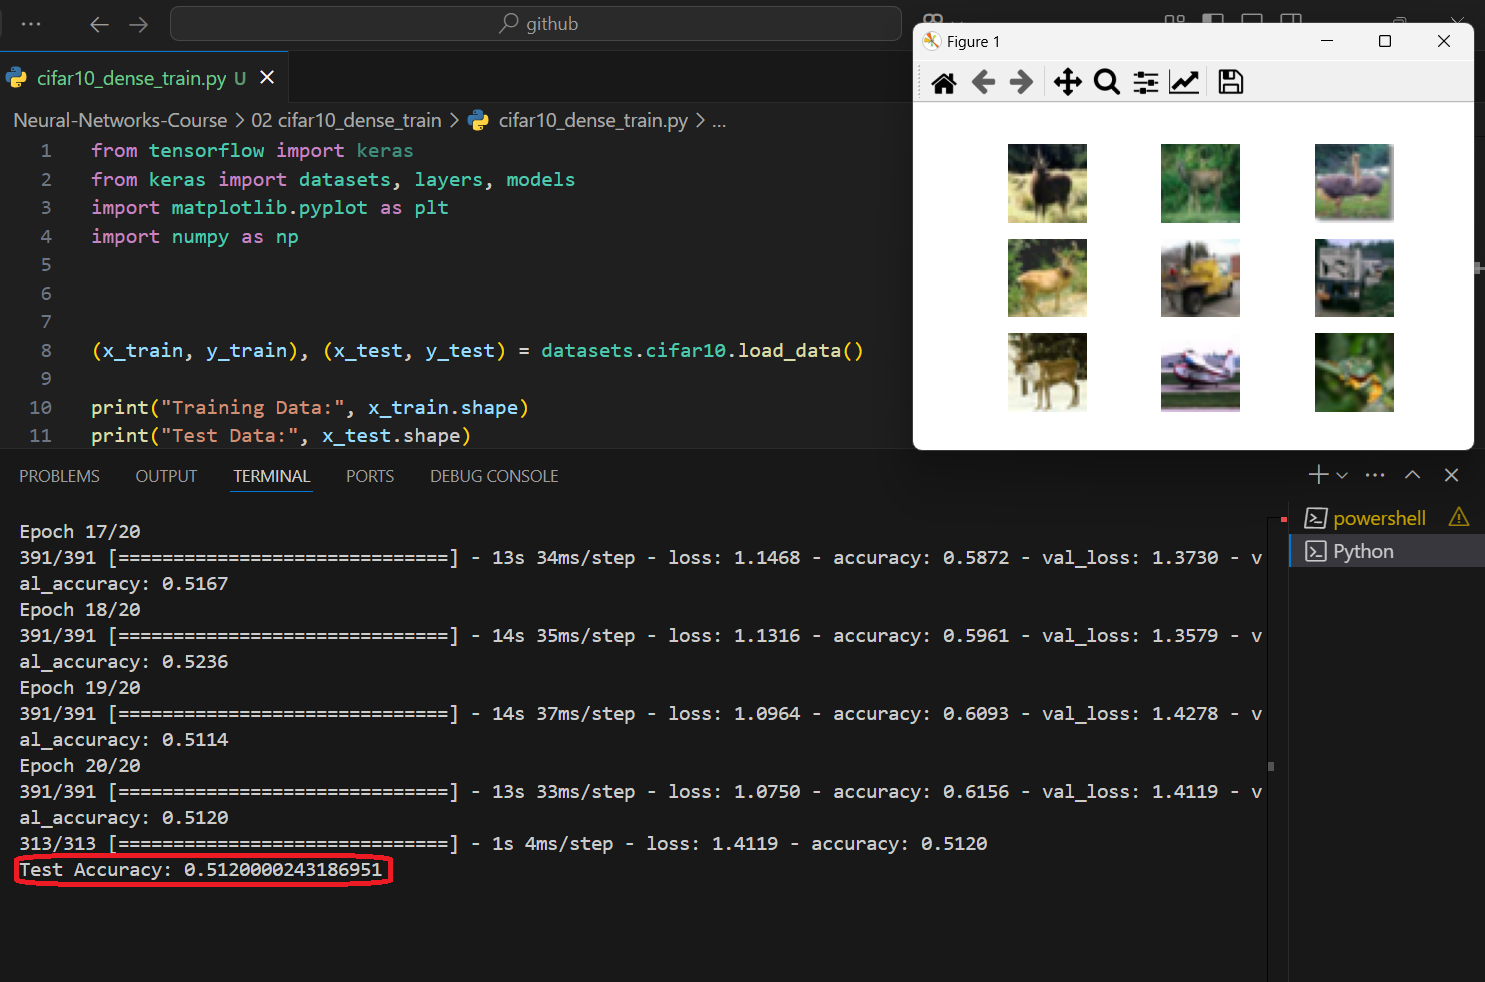 github
cifar10_dense_train.py U
Neural-Networks-Course > 02 cifar10_dense_train > cifar10_dense_train.py > ...
1 from tensorflow import keras
2 from keras import datasets, layers, models
3 import matplotlib.pyplot as plt
4 import numpy as np
5
6
7
8 (x_train, y_train), (x_test, y_test) = datasets.cifar10.load_data()
9
10 print("Training Data:", x_train.shape)
11 print("Test Data:", x_test.shape)
Figure 1
PROBLEMS OUTPUT TERMINAL PORTS DEBUG CONSOLE
powershell
Python
Epoch 17/20
391/391 [==============================] - 13s 34ms/step - loss: 1.1468 - accuracy: 0.5872 - val_loss: 1.3730 - v
al_accuracy: 0.5167
Epoch 18/20
391/391 [==============================] - 14s 35ms/step - loss: 1.1316 - accuracy: 0.5961 - val_loss: 1.3579 - v
al_accuracy: 0.5236
Epoch 19/20
391/391 [==============================] - 14s 37ms/step - loss: 1.0964 - accuracy: 0.6093 - val_loss: 1.4278 - v
al_accuracy: 0.5114
Epoch 20/20
391/391 [==============================] - 13s 33ms/step - loss: 1.0750 - accuracy: 0.6156 - val_loss: 1.4119 - v
al_accuracy: 0.5120
313/313 [==============================] - 1s 4ms/step - loss: 1.4119 - accuracy: 0.5120
Test Accuracy: 0.5120000243186951